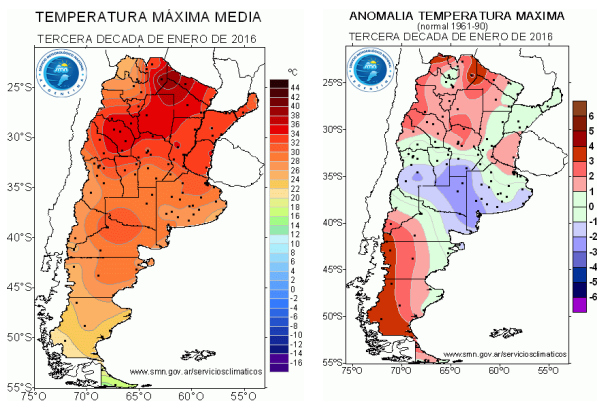 TEMPERATURA MÁXIMA MEDIA
TERCERA DECADA DE ENERO DE 2016
ºC
44
42
40
38
36
34
32
30
28
26
24
22
20
18
16
14
12
10
8
6
4
2
0
-2
-4
-6
-8
-10
-12
-14
-16
25°S
30°S
35°S
40°S
45°S
50°S
55°S
75°W
70°W
65°W
60°W
55°W
www.smn.gov.ar/serviciosclimaticos
ANOMALIA TEMPERATURA MAXIMA
(normal 1961-90)
TERCERA DECADA DE ENERO DE 2016
6
5
4
3
2
1
0
-1
-2
-3
-4
-5
-6
25°S
30°S
35°S
40°S
45°S
50°S
55°S
75°W
70°W
65°W
60°W
55°W
www.smn.gov.ar/serviciosclimaticos